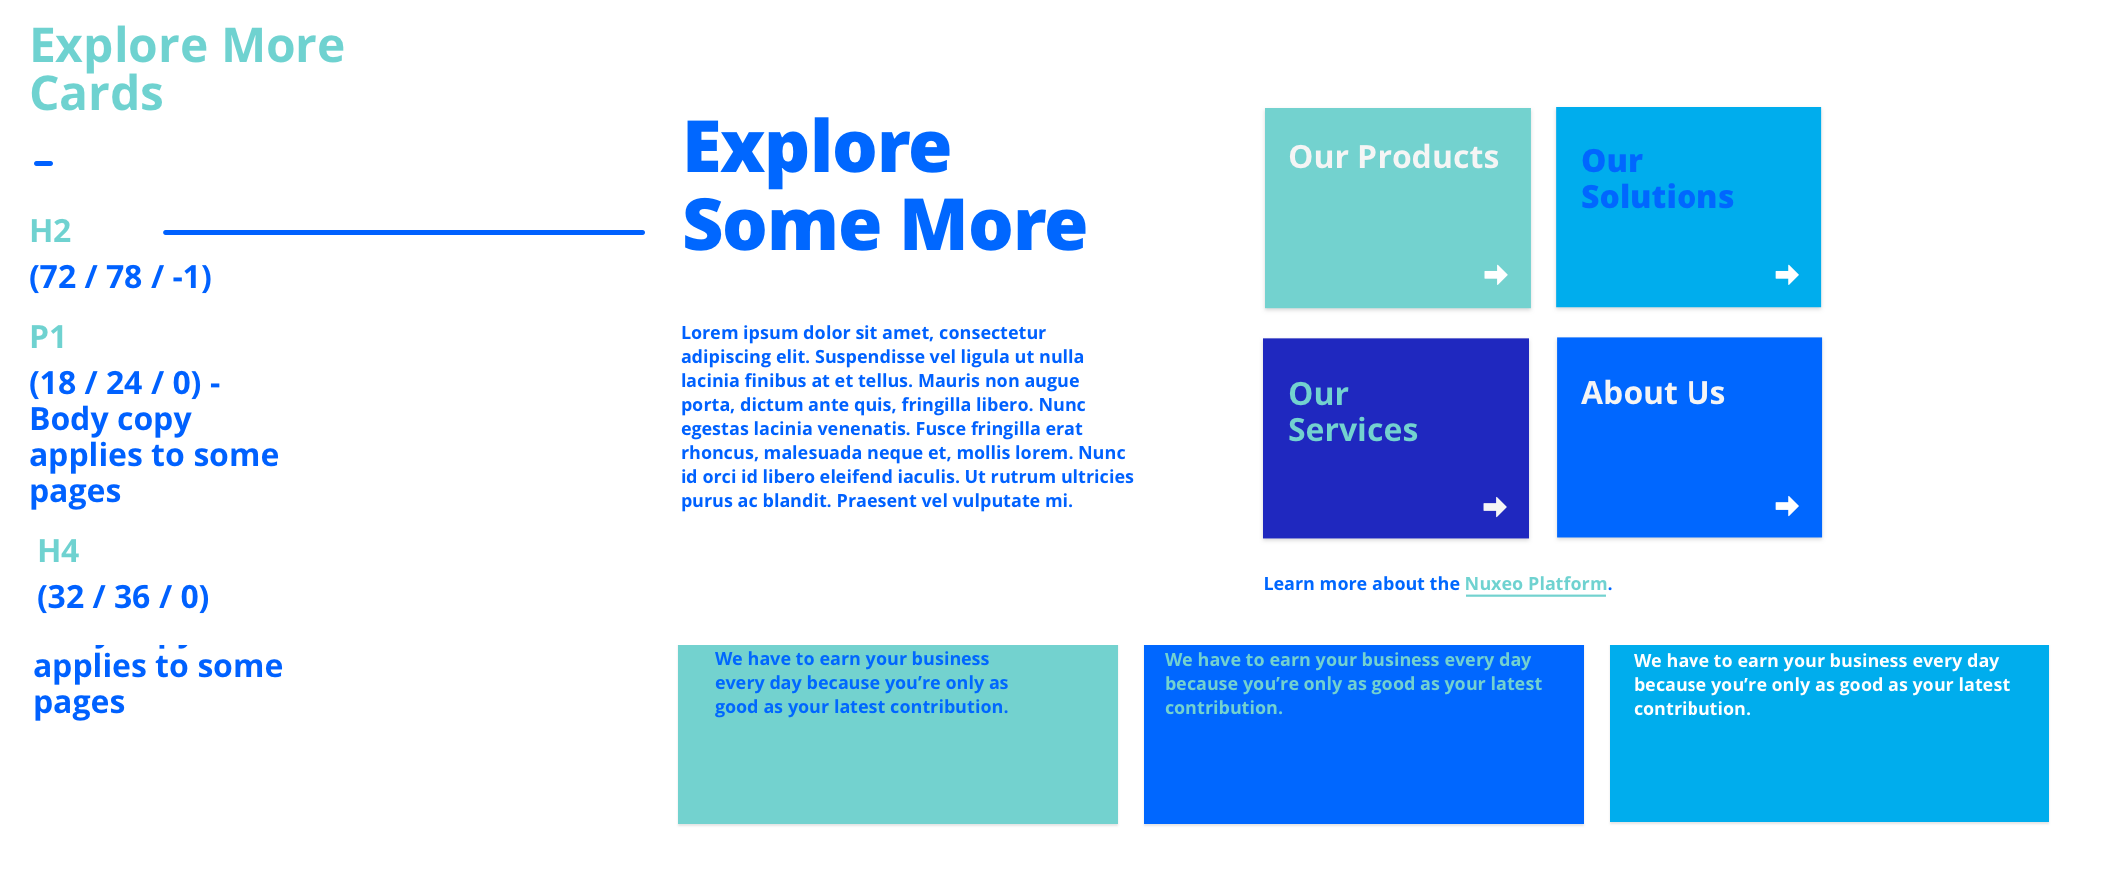 Explore More
Cards
H2
(72 / 78 / -1)
P1
(18 / 24 / 0) -
Body copy
applies to some
pages
H4
(32 / 36 / 0)
applies to some
pages
Explore
Some More
Lorem ipsum dolor sit amet, consectetur
adipiscing elit. Suspendisse vel ligula ut nulla
lacinia finibus at et tellus. Mauris non augue
porta, dictum ante quis, fringilla libero. Nunc
egestas lacinia venenatis. Fusce fringilla erat
rhoncus, malesuada neque et, mollis lorem. Nunc
id orci id libero eleifend iaculis. Ut rutrum ultricies
purus ac blandit. Praesent vel vulputate mi.
Our Products
Our
Solutions
Our
Services
About Us
Learn more about the Nuxeo Platform.
We have to earn your business
every day because you’re only as
good as your latest contribution.
We have to earn your business every day
because you’re only as good as your latest
contribution.
We have to earn your business every day
because you’re only as good as your latest
contribution.